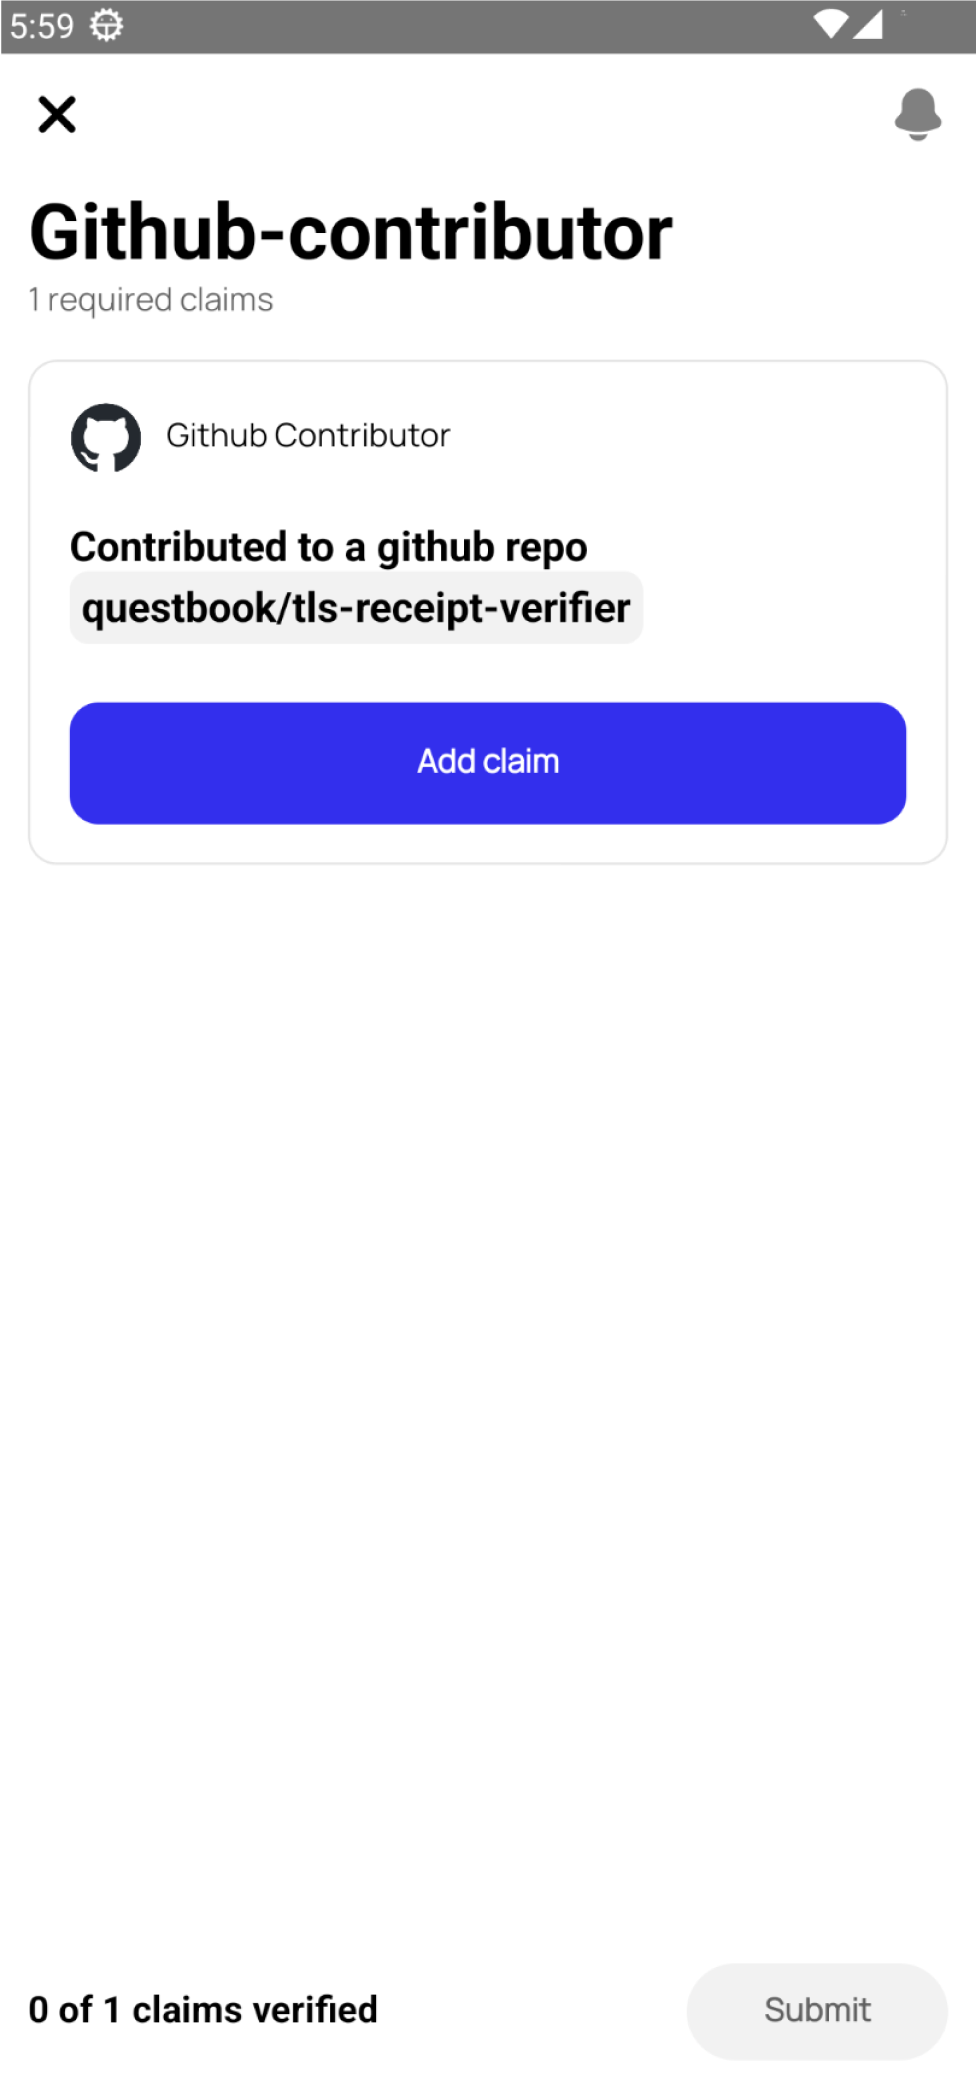 5:59
Github-contributor
1 required claims
Github Contributor
Contributed to a github repo
questbook/tls-receipt-verifier
Add claim
0 of 1 claims verified
Submit